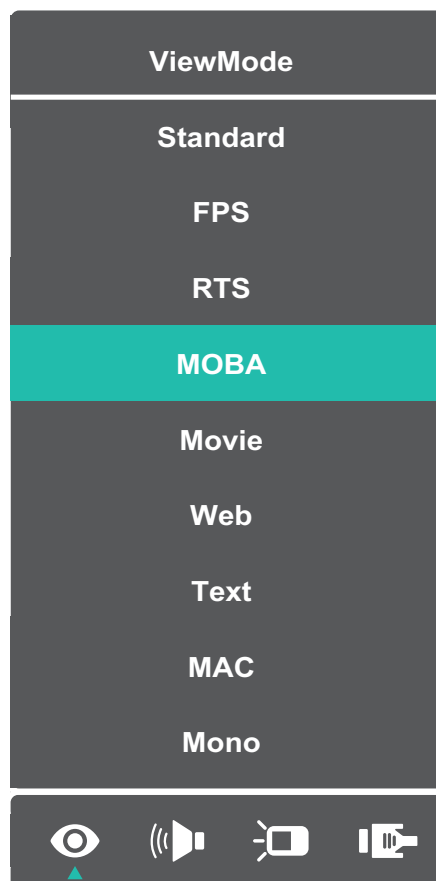 ViewMode
Standard
FPS
RTS
MOBA
Movie
Web
Text
MAC
Mono